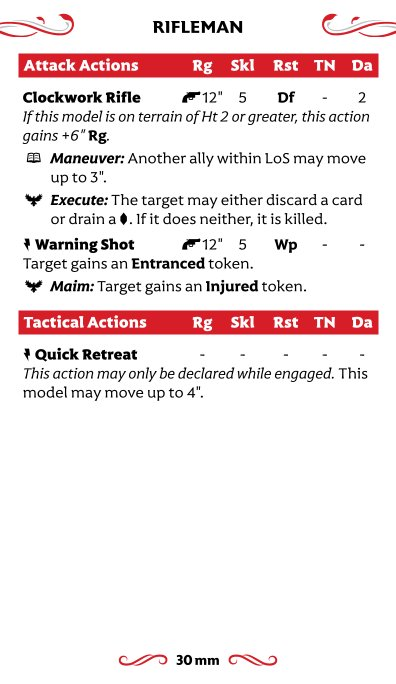 RIFLEMAN
Attack Actions Rg Skl Rst TN Da
Clockwork Rifle 12" 5 Df - 2
If this model is on terrain of Ht 2 or greater, this action
gains +6" Rg.
Maneuver: Another ally within LoS may move
up to 3".
Execute: The target may either discard a card
or drain a . If it does neither, it is killed.
Warning Shot 12" 5 Wp - -
Target gains an Entranced token.
Maim: Target gains an Injured token.
Tactical Actions Rg Skl Rst TN Da
Quick Retreat - - - - -
This action may only be declared while engaged. This
model may move up to 4".
30 mm